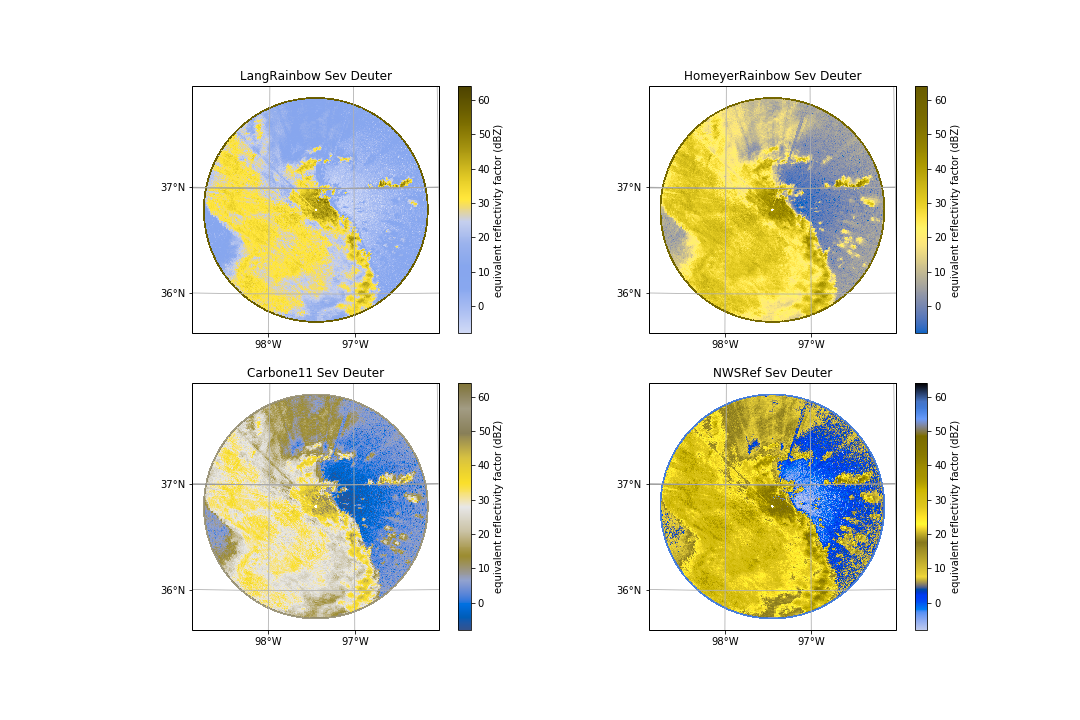 LangRainbow Sev Deuter
37°N
36°N
98°W
97°W
60
50
40
30
20
10
0
equivalent reflectivity factor (dBZ)
HomeyerRainbow Sev Deuter
37°N
36°N
98°W
97°W
60
50
40
30
20
10
0
equivalent reflectivity factor (dBZ)
Carbone11 Sev Deuter
37°N
36°N
98°W
97°W
60
50
40
30
20
10
0
equivalent reflectivity factor (dBZ)
NWSRef Sev Deuter
37°N
36°N
98°W
97°W
60
50
40
30
20
10
0
equivalent reflectivity factor (dBZ)